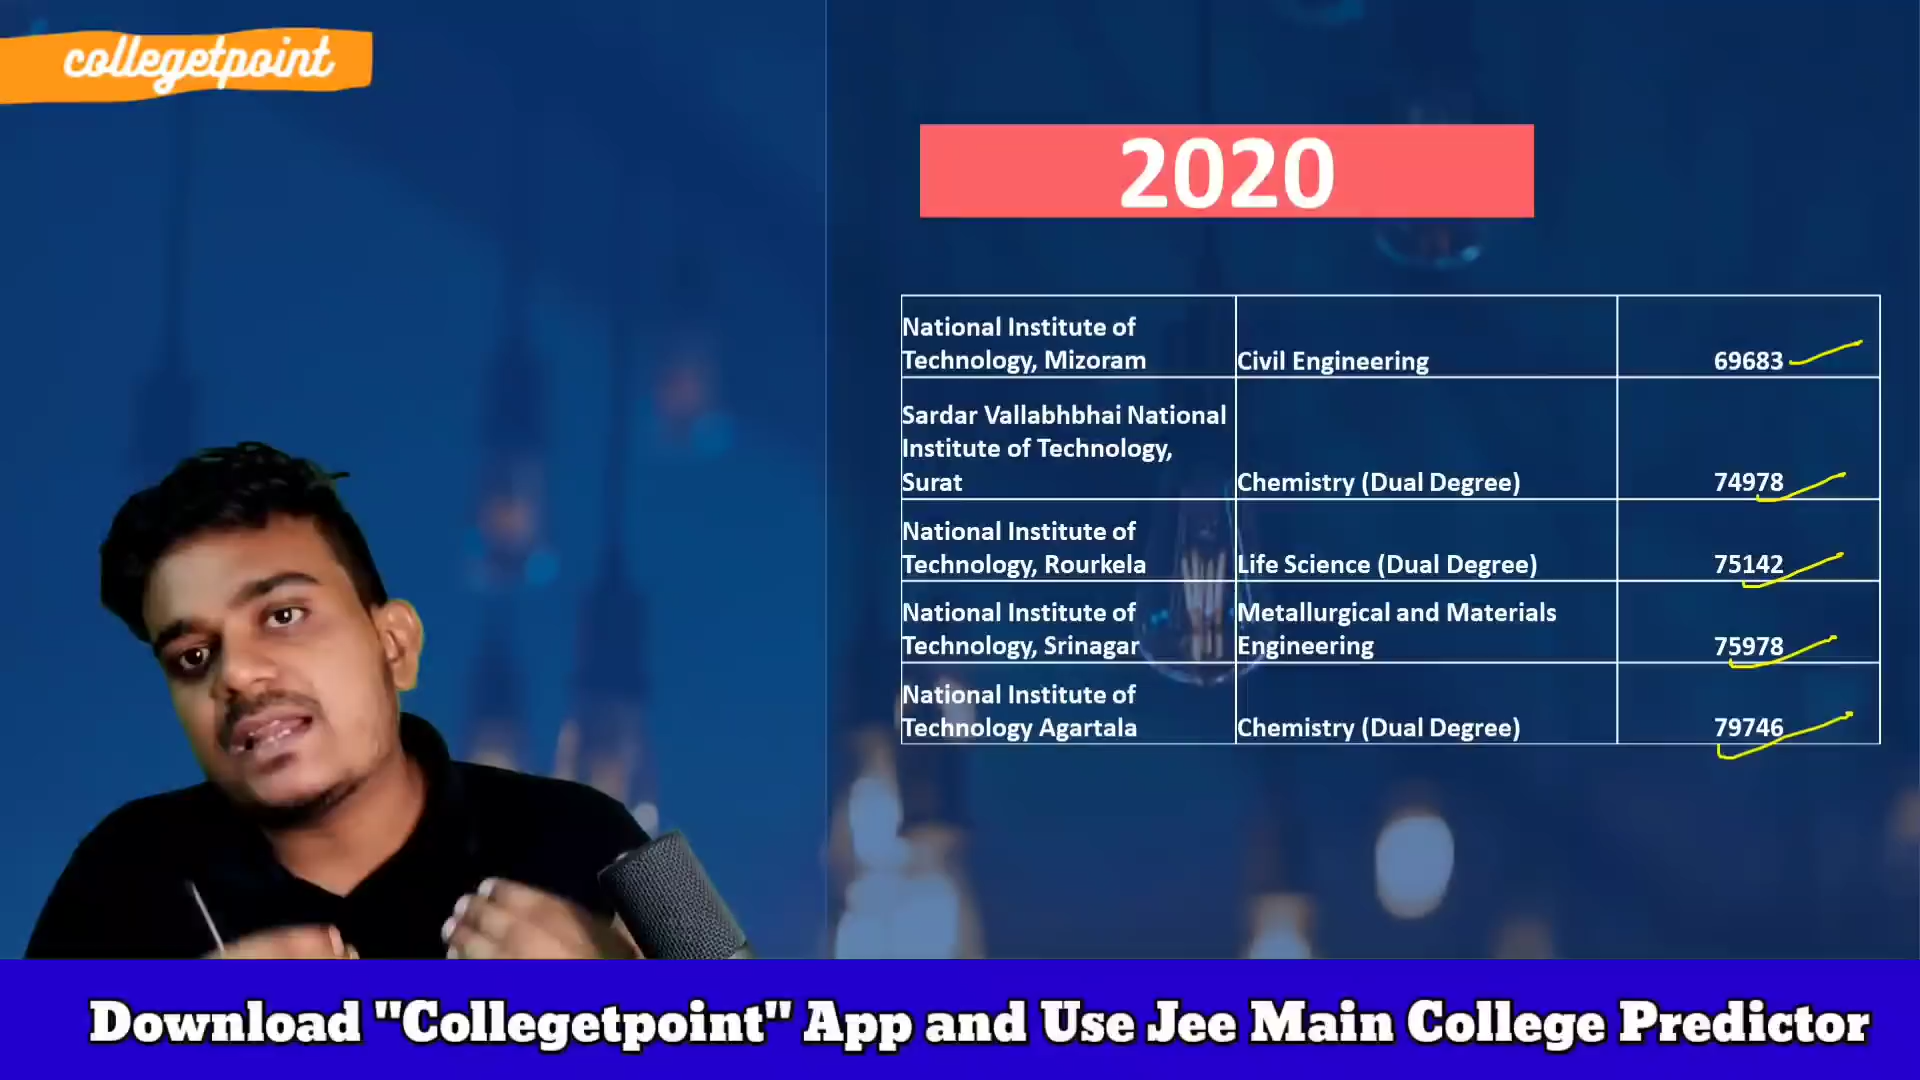 collegetpoint
2020
National Institute of
Technology, Mizoram
Civil Engineering
69683
Sardar Vallabhbhai National
Institute of Technology,
Surat
Chemistry (Dual Degree)
74978
National Institute of
Technology, Rourkela
Life Science (Dual Degree)
75142
National Institute of
Technology, Srinagar
Metallurgical and Materials
Engineering
75978
National Institute of
Technology Agartala
Chemistry (Dual Degree)
79746
Download "Collegetpoint" App and Use Jee Main College Predictor